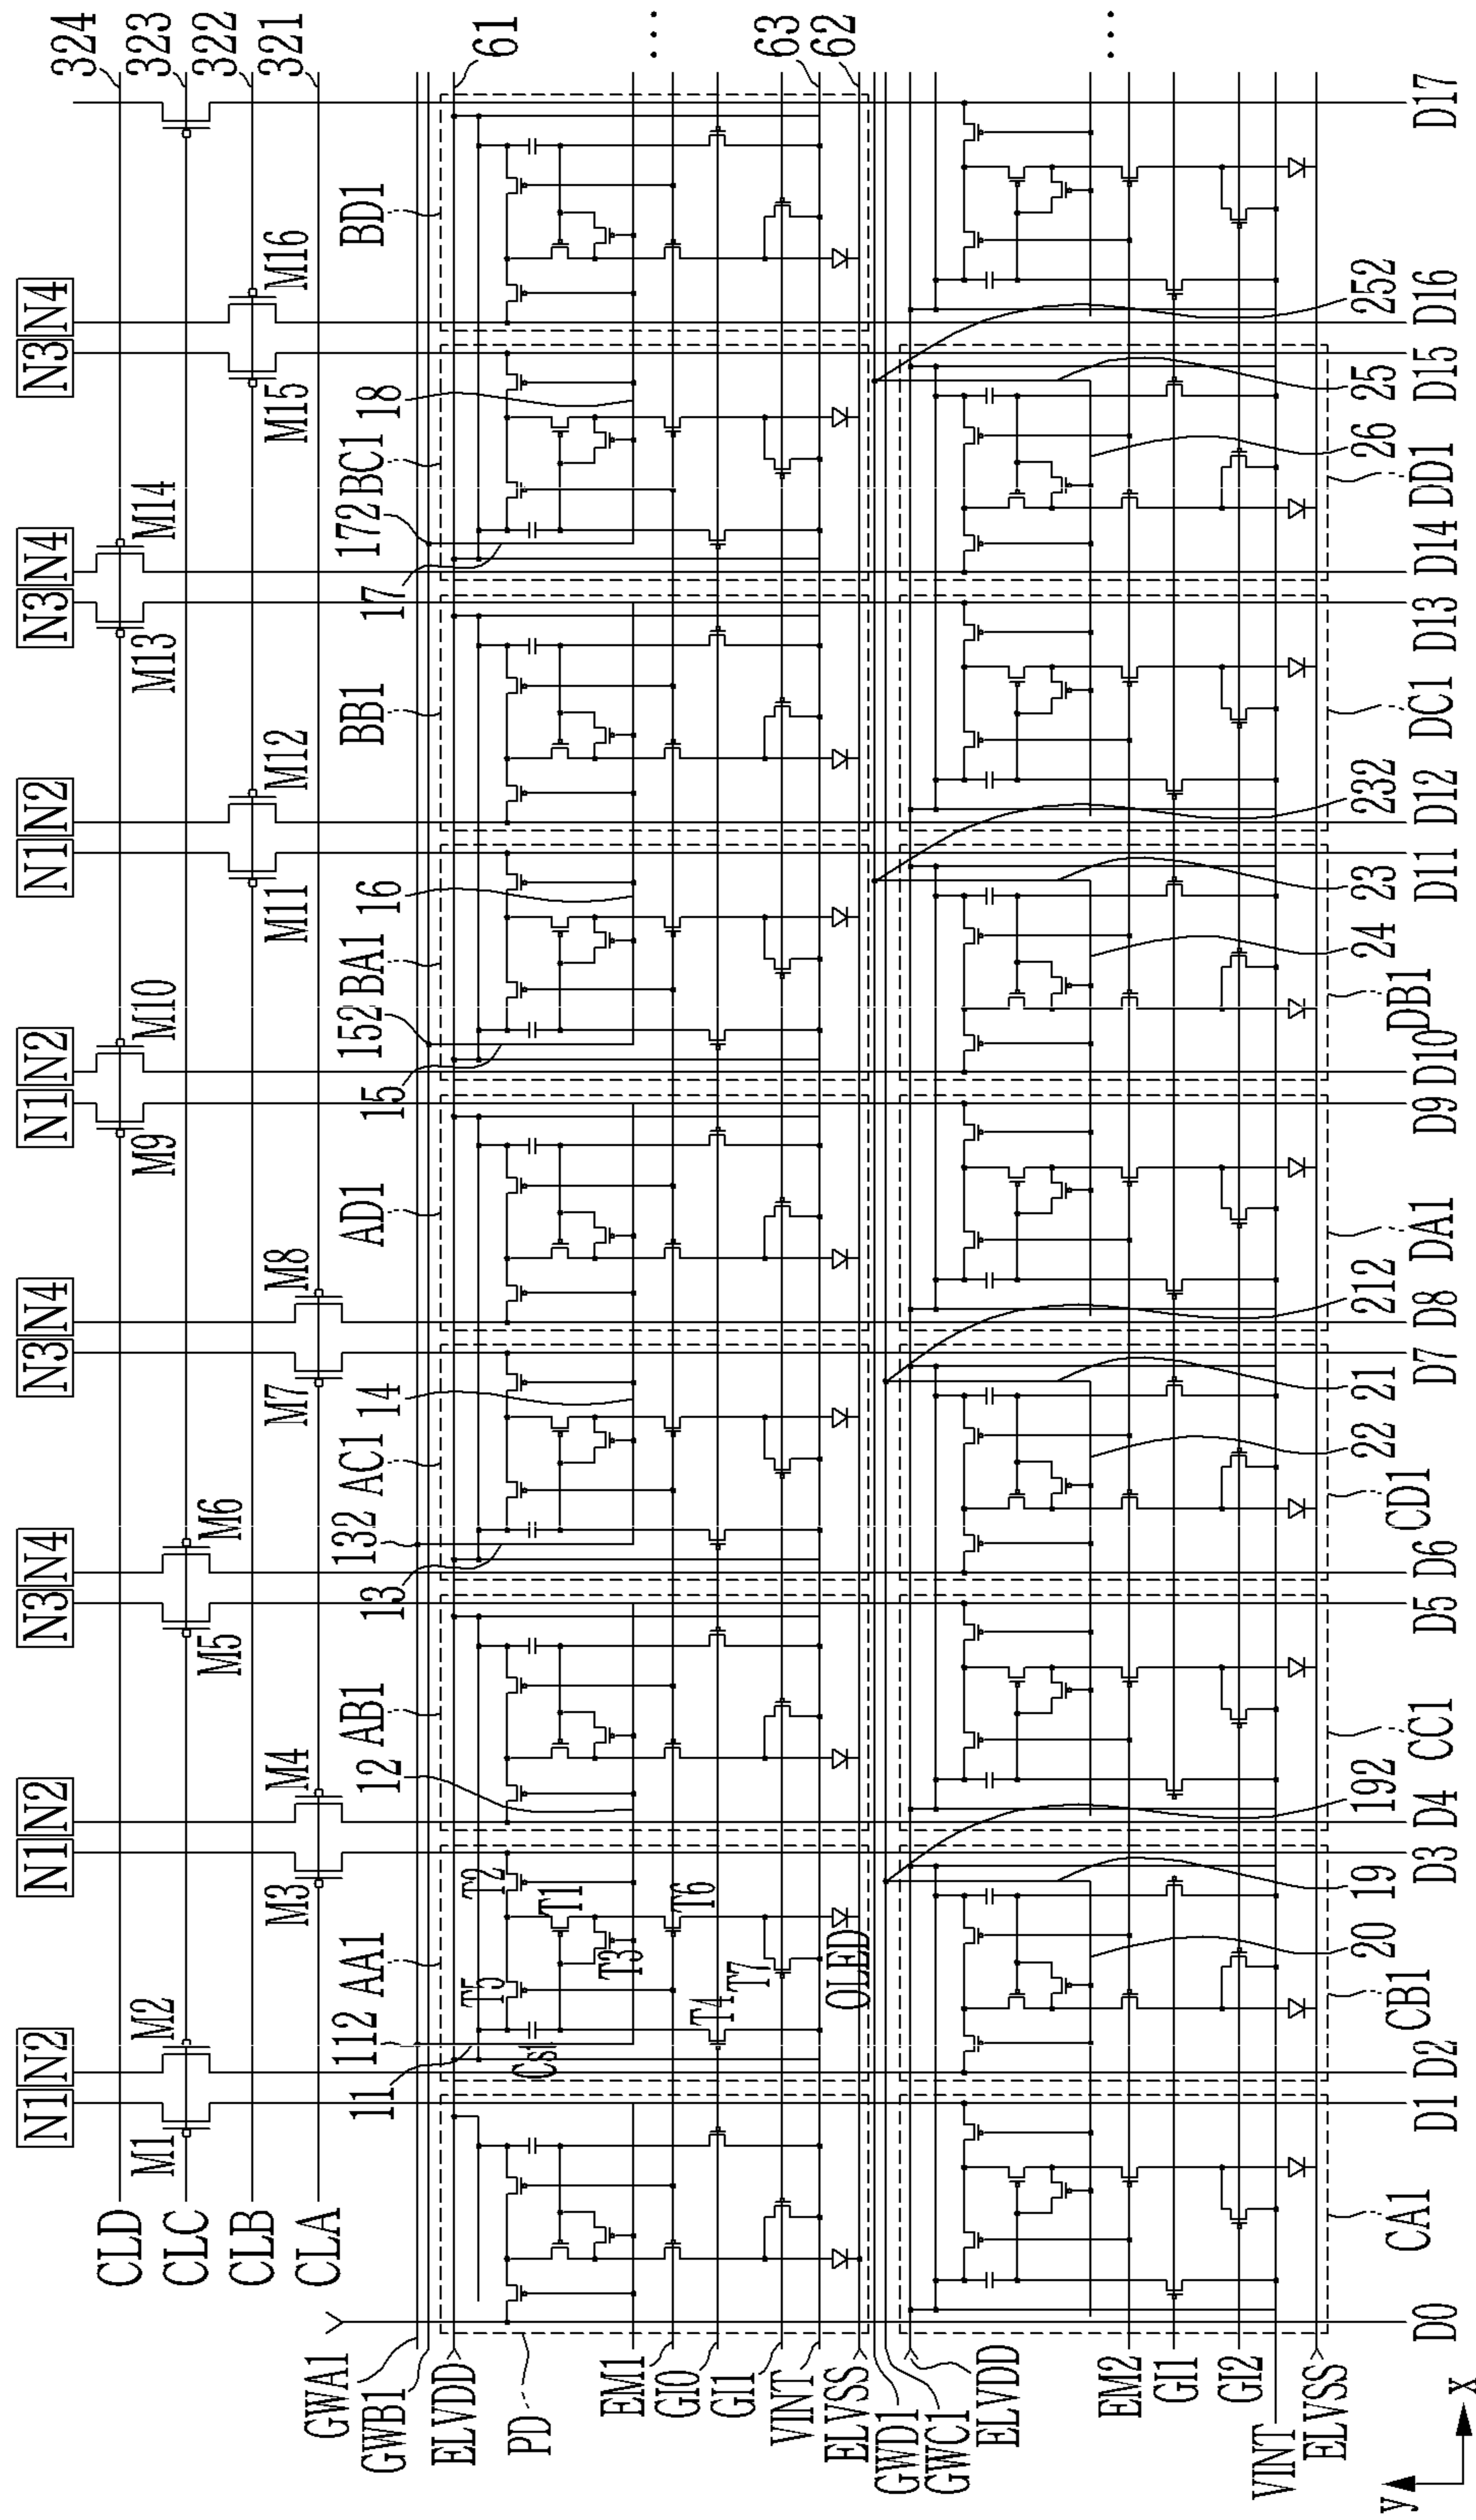 N1 N2 N1 N2 N3 N4 N3 N4 N1 N2 N1 N2 N3 N4 N3 N4
324
323
322
321
CLD
CLC
CLB
CLA
M1 M2 M3 M4 M5 M6 M7 M8 M9 M10 M11 M12 M13 M14 M15 M16
GWA1
GWB1
ELVDD
PD
EM1
GI0
GI1
VINT
ELVSS
GWD1
GWC1
ELVDD
EM2
GI1
GI2
VINT
ELVSS
11 112 AA1 12 AB1 13 132 AC1 14 AD1 15 152 BA1 16 BB1 17 172 BC1 18 BD1
61
...
63
62
...
T2
T1
T5
T3
T6
T4
T7
Cst
OLED
CA1 CB1 20 19 192 CC1 CD1 22 21 212 DA1 DB1 24 23 232 DC1 DD1 26 25 252
D0 D1 D2 D3 D4 D5 D6 D7 D8 D9 D10 D11 D12 D13 D14 D15 D16 D17
y
x